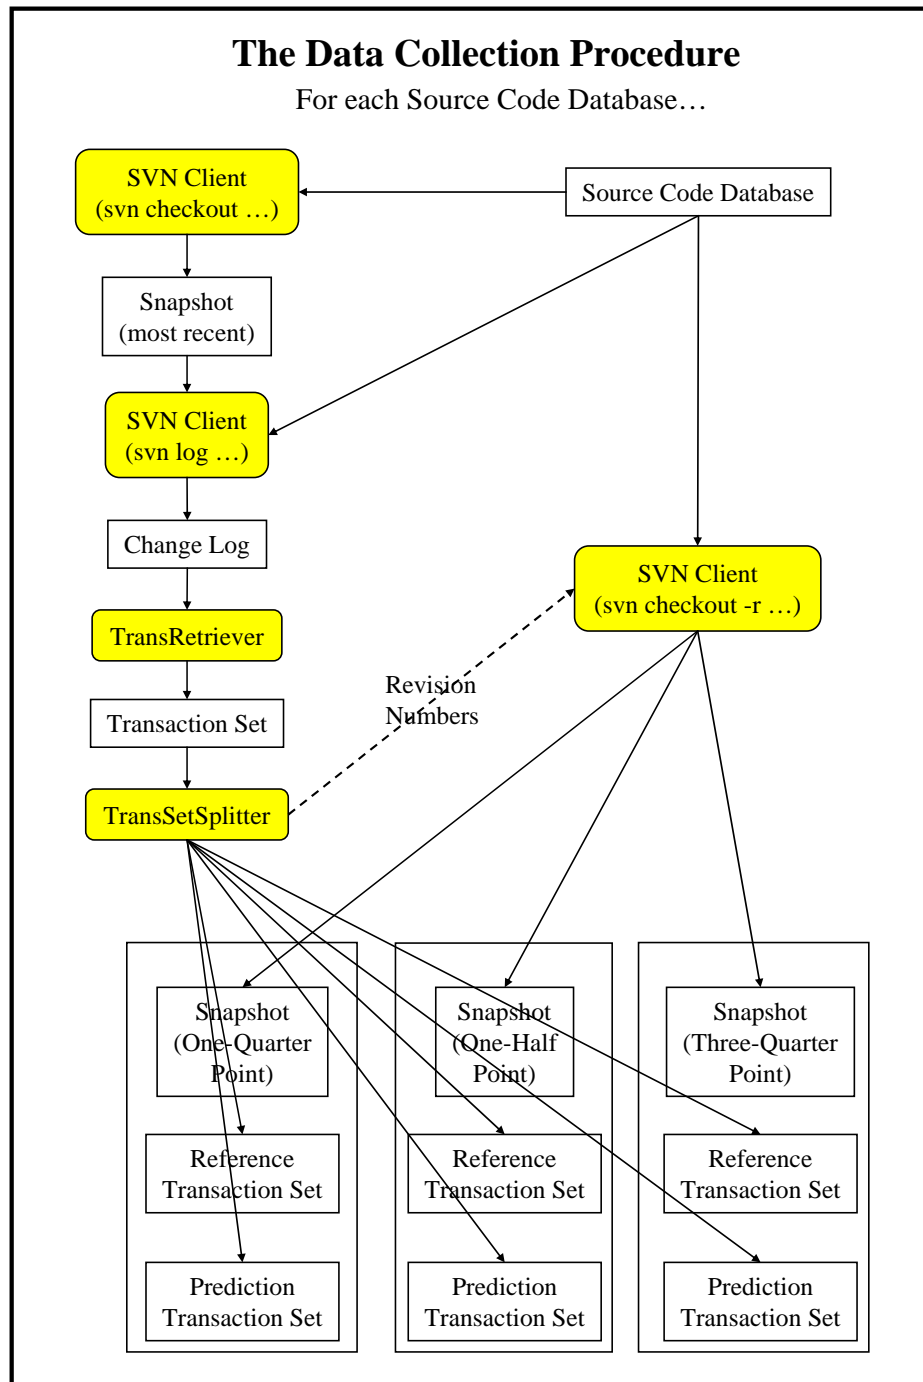 The Data Collection Procedure
For each Source Code Database…
SVN Client
(svn checkout …)
Source Code Database
Snapshot
(most recent)
SVN Client
(svn log …)
Change Log
SVN Client
(svn checkout -r …)
TransRetriever
Revision
Numbers
Transaction Set
TransSetSplitter
Snapshot
(One-Quarter
Point)
Snapshot
(One-Half
Point)
Snapshot
(Three-Quarter
Point)
Reference
Transaction Set
Reference
Transaction Set
Reference
Transaction Set
Prediction
Transaction Set
Prediction
Transaction Set
Prediction
Transaction Set